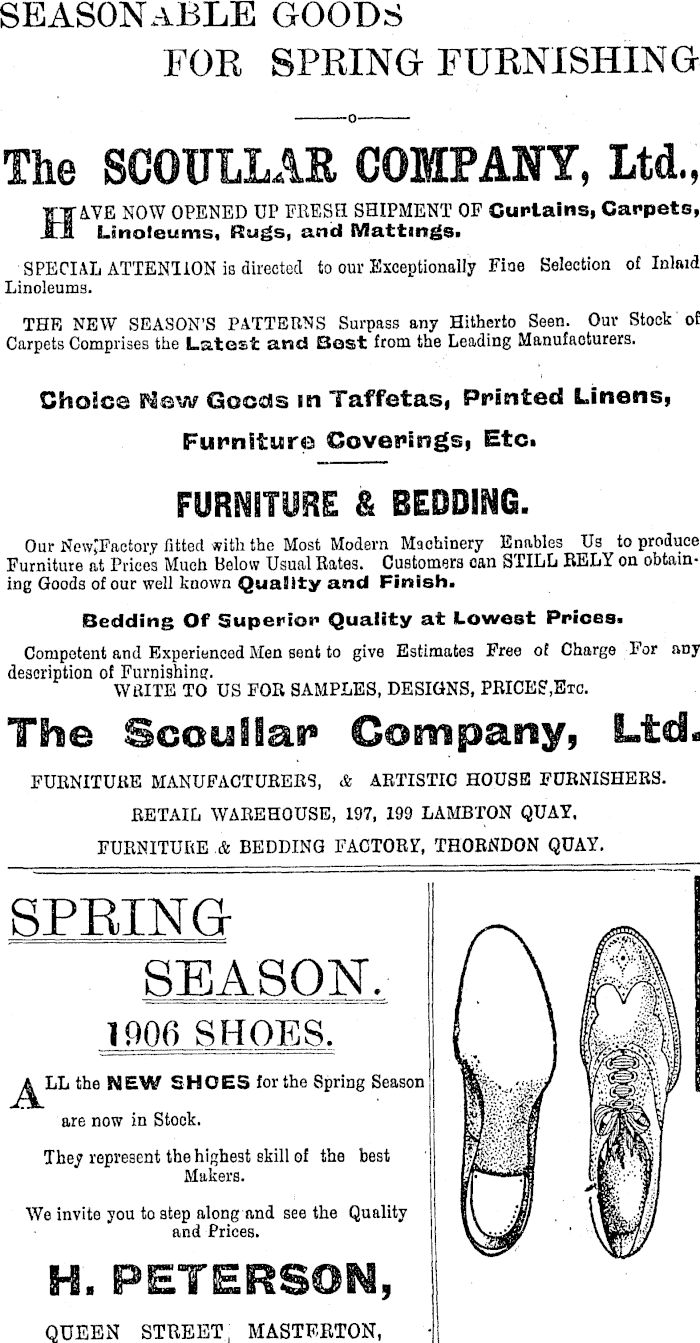 SEASONABLE GOODS
FOR SPRING FURNISHING
The SCOULLAR COMPANY, Ltd.,
HAVE NOW OPENED UP FRESH SHIPMENT OF Curtains, Carpets,
Linoleums, Rugs, and Mattings.
SPECIAL ATTENTION is directed to our Exceptionally Fine Selection of Inlaid
Linoleums.
THE NEW SEASON'S PATTERNS Surpass any Hitherto Seen. Our Stock of
Carpets Comprises the Latest and Best from the Leading Manufacturers.
Choice New Goods in Taffetas, Printed Linens,
Furniture Coverings, Etc.
FURNITURE & BEDDING.
Our New Factory fitted with the Most Modern Machinery Enables Us to produce
Furniture at Prices Much Below Usual Rates. Customers can STILL RELY on obtain-
ing Goods of our well known Quality and Finish.
Bedding Of Superior Quality at Lowest Prices.
Competent and Experienced Men sent to give Estimates Free of Charge For any
description of Furnishing.
WRITE TO US FOR SAMPLES, DESIGNS, PRICES, ETC.
The Scoullar Company, Ltd.
FURNITURE MANUFACTURERS, & ARTISTIC HOUSE FURNISHERS.
RETAIL WAREHOUSE, 197, 199 LAMBTON QUAY.
FURNITURE & BEDDING FACTORY, THORNDON QUAY.
SPRING
SEASON.
1906 SHOES.
ALL the NEW SHOES for the Spring Season
are now in Stock.
They represent the highest skill of the best
Makers.
We invite you to step along and see the Quality
and Prices.
H. PETERSON,
QUEEN STREET, MASTERTON,